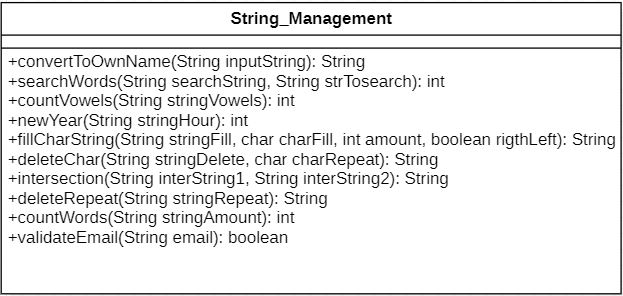 String_Management
+convertToOwnName(String inputString): String
+searchWords(String searchString, String strTosearch): int
+countVowels(String stringVowels): int
+newYear(String stringHour): int
+fillCharString(String stringFill, char charFill, int amount, boolean rigthLeft): String
+deleteChar(String stringDelete, char charRepeat): String
+intersection(String interString1, String interString2): String
+deleteRepeat(String stringRepeat): String
+countWords(String stringAmount): int
+validateEmail(String email): boolean